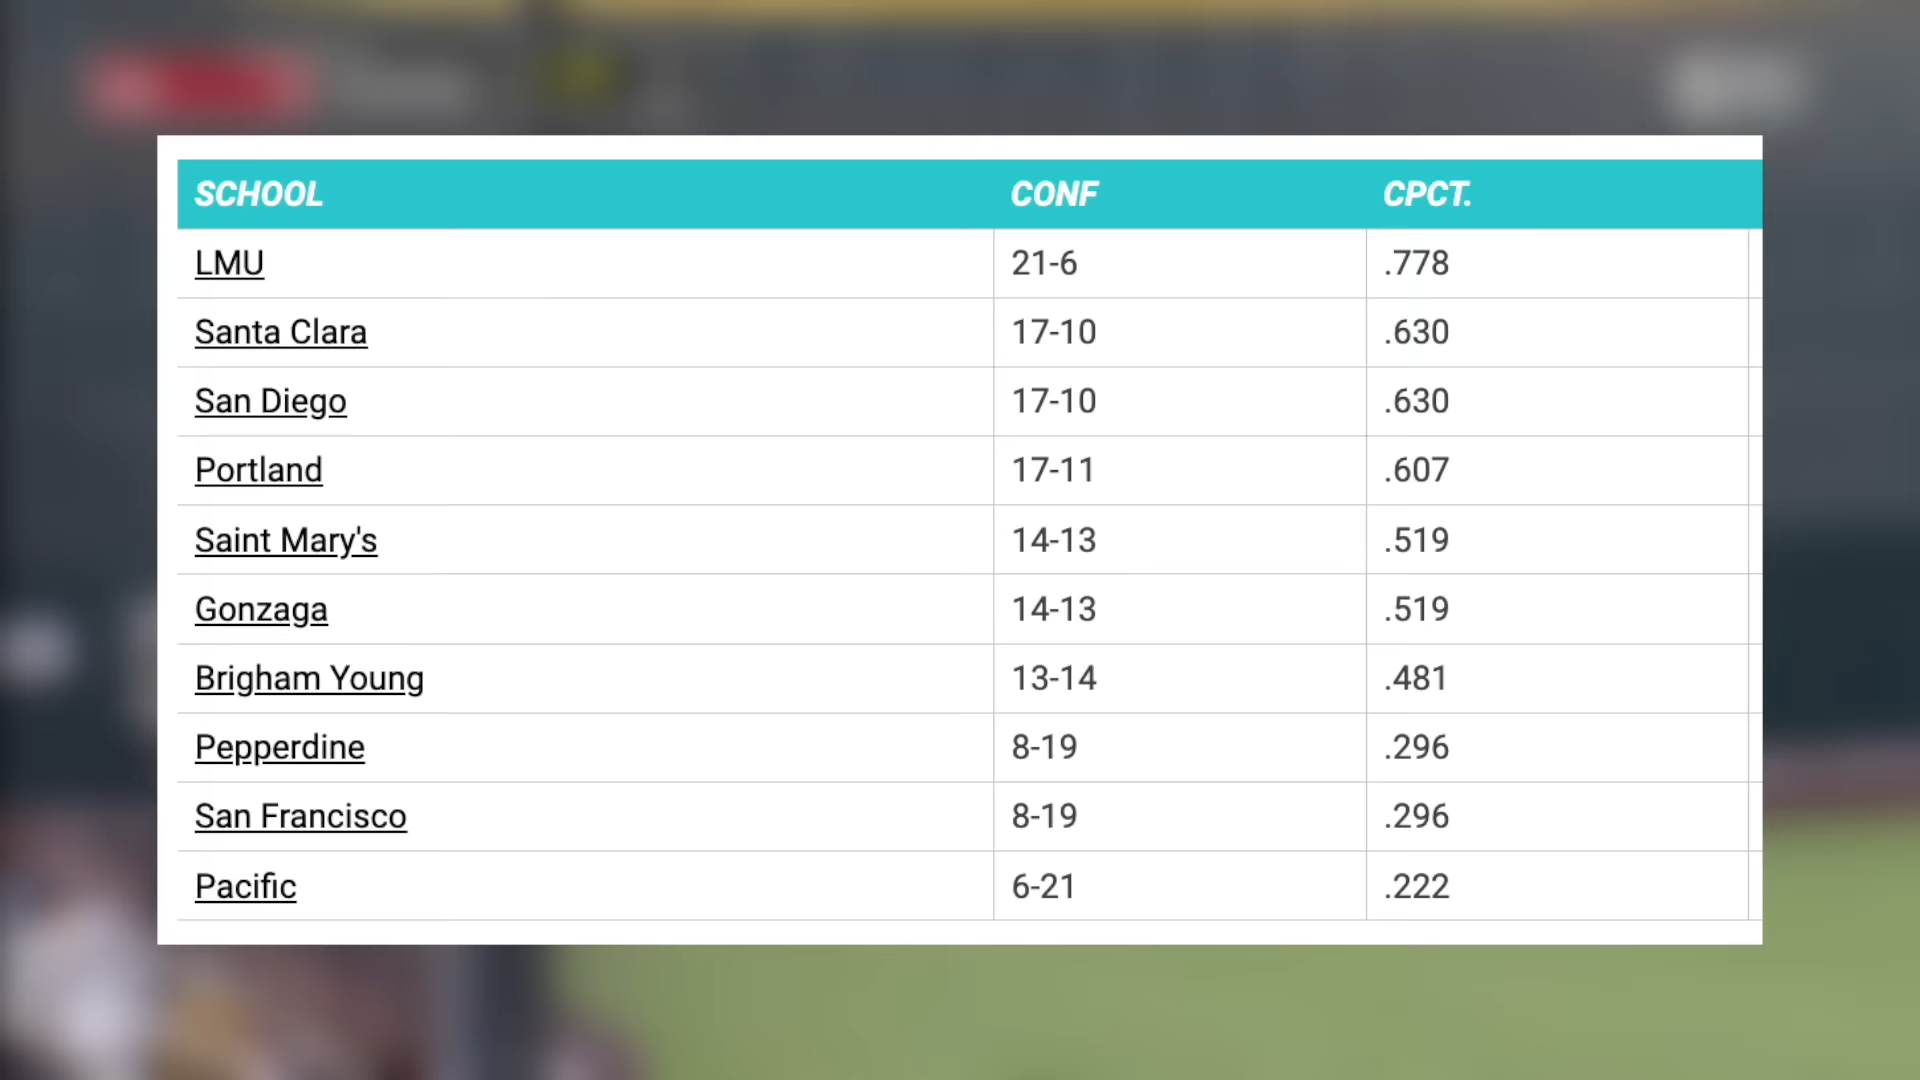 SCHOOL CONF CPCT.
LMU 21-6 .778
Santa Clara 17-10 .630
San Diego 17-10 .630
Portland 17-11 .607
Saint Mary's 14-13 .519
Gonzaga 14-13 .519
Brigham Young 13-14 .481
Pepperdine 8-19 .296
San Francisco 8-19 .296
Pacific 6-21 .222